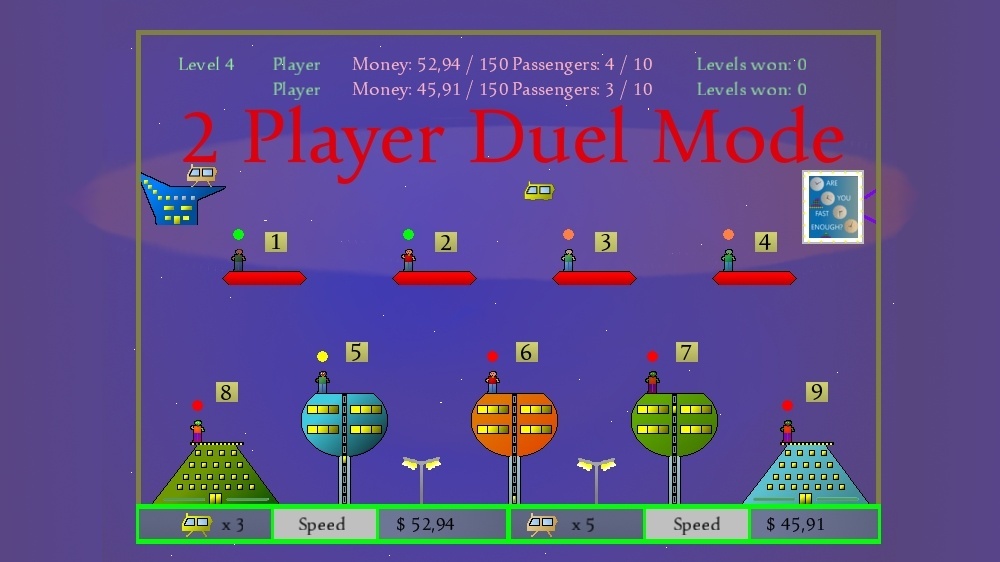 Level 4 Player Money: 52,94 / 150 Passengers: 4 / 10 Levels won: 0
Player Money: 45,91 / 150 Passengers: 3 / 10 Levels won: 0
2 Player Duel Mode
ARE
YOU
FAST
ENOUGH?
1 2 3 4
5 6 7
8 9
x 3 Speed $ 52,94 x 5 Speed $ 45,91